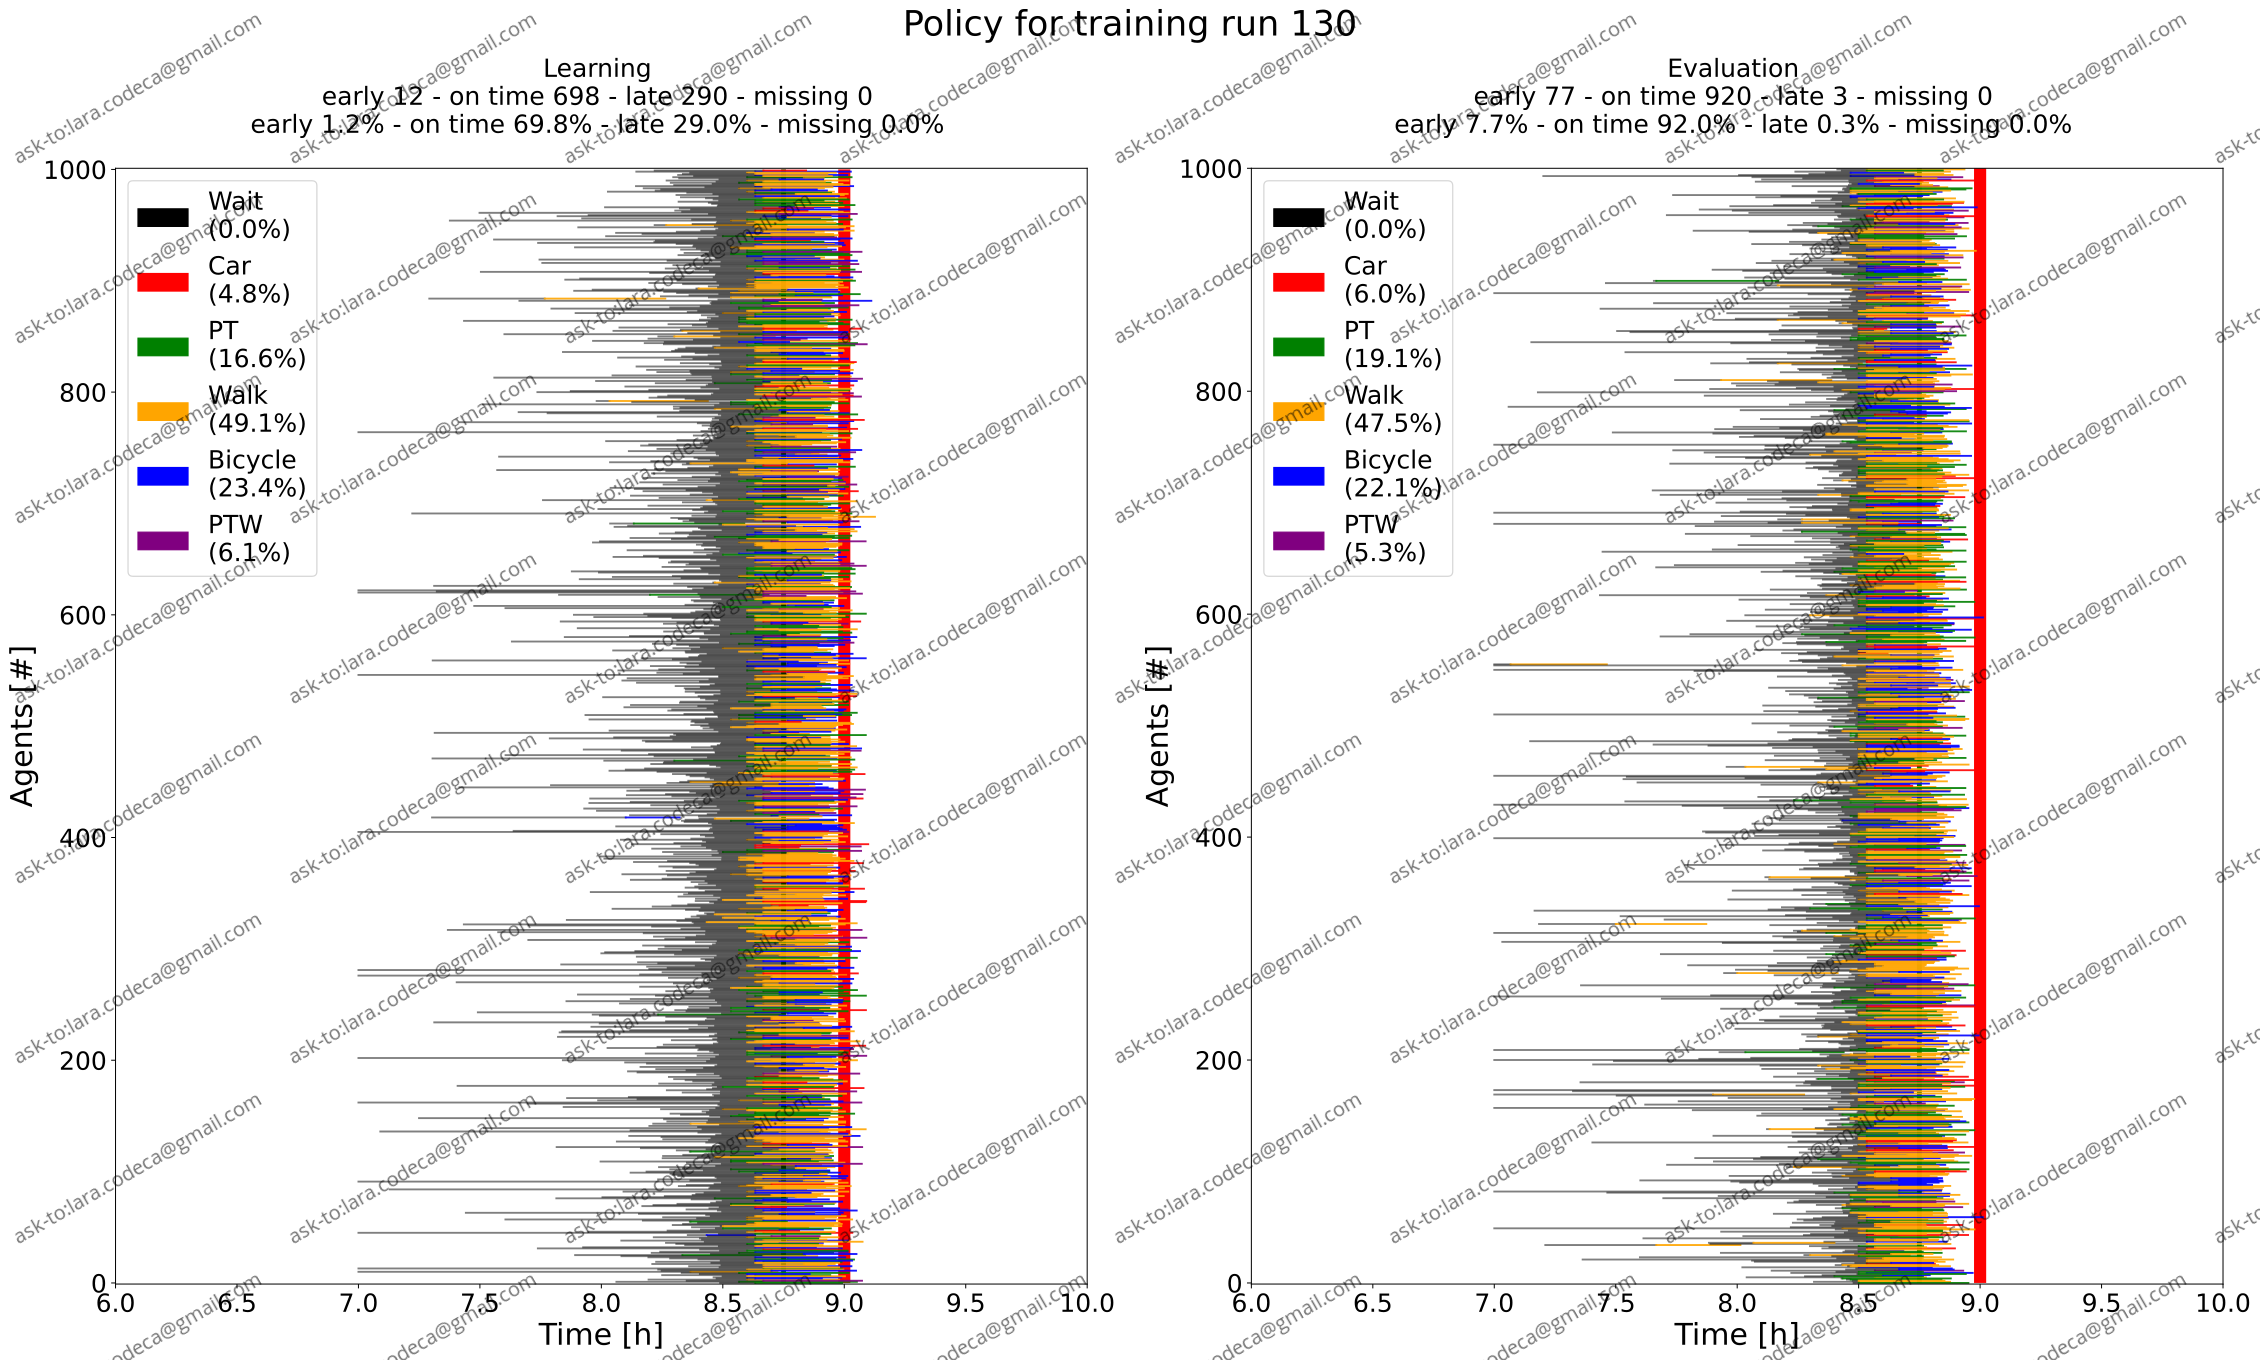 Policy for training run 130
Learning
early 12 - on time 698 - late 290 - missing 0
early 1.2% - on time 69.8% - late 29.0% - missing 0.0%
Evaluation
early 77 - on time 920 - late 3 - missing 0
early 7.7% - on time 92.0% - late 0.3% - missing 0.0%
Agents [#]
1000
800
600
400
200
0
Wait
(0.0%)
Car
(4.8%)
PT
(16.6%)
Walk
(49.1%)
Bicycle
(23.4%)
PTW
(6.1%)
6.0 6.5 7.0 7.5 8.0 8.5 9.0 9.5 10.0
Time [h]
Agents [#]
1000
800
600
400
200
0
Wait
(0.0%)
Car
(6.0%)
PT
(19.1%)
Walk
(47.5%)
Bicycle
(22.1%)
PTW
(5.3%)
6.0 6.5 7.0 7.5 8.0 8.5 9.0 9.5 10.0
Time [h]
ask-to:lara.codeca@gmail.com